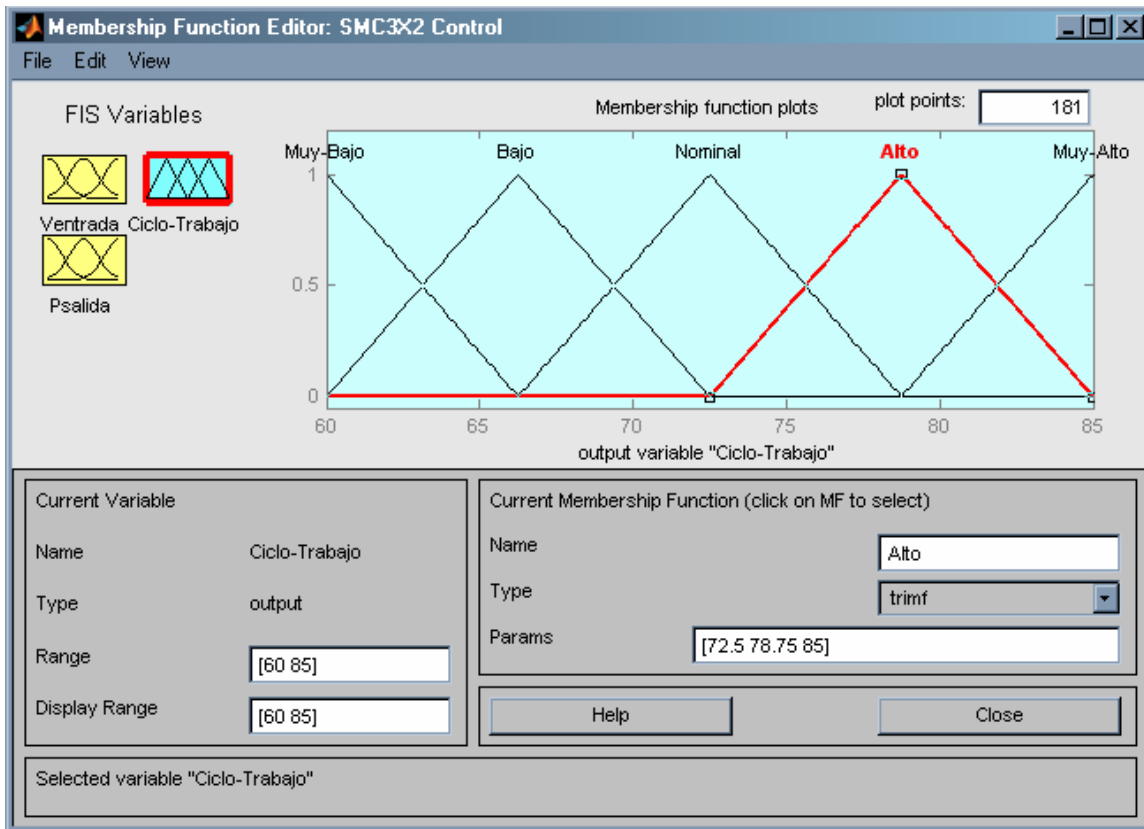 Membership Function Editor: SMC3X2 Control
File Edit View
FIS Variables
Ventrada Ciclo-Trabajo
Psalida
Membership function plots
plot points: 181
Muy-Bajo Bajo Nominal Alto Muy-Alto
1
0.5
0
60 65 70 75 80 85
output variable "Ciclo-Trabajo"
Current Variable
Name Ciclo-Trabajo
Type output
Range [60 85]
Display Range [60 85]
Current Membership Function (click on MF to select)
Name Alto
Type trimf
Params [72.5 78.75 85]
Help Close
Selected variable "Ciclo-Trabajo"